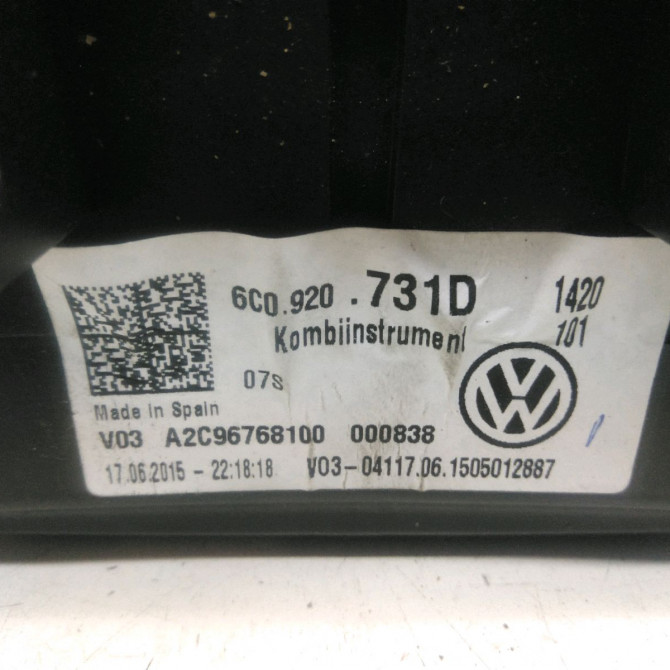 6C0.920 .731D 1420
Kombiinstrument 101
07S
Made in Spain
V03 A2C96768100 000838
17.06.2015 - 22:18:18 V03-04117.06.1505012887